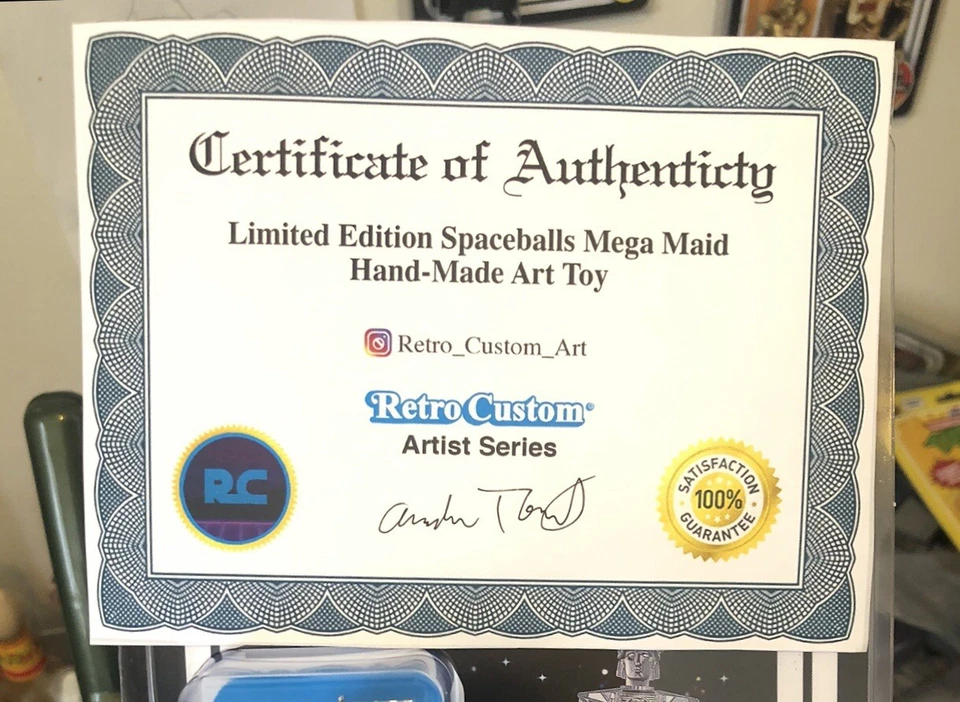 Certificate of Authenticty
Limited Edition Spaceballs Mega Maid
Hand-Made Art Toy
Retro_Custom_Art
Retro Custom®
Artist Series
RC
SATISFACTION
100%
GUARANTEE